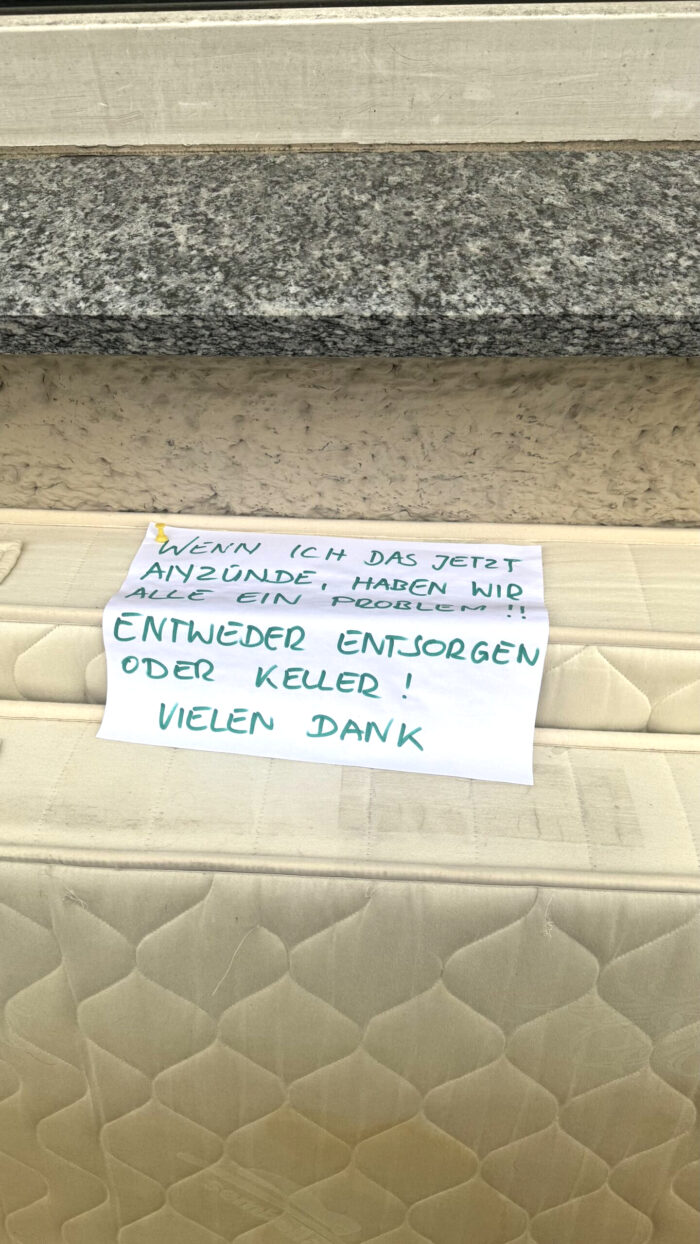 WENN ICH DAS JETZT
ANZÜNDE, HABEN WIR
ALLE EIN PROBLEM !!
ENTWEDER ENTSORGEN
ODER KELLER !
VIELEN DANK